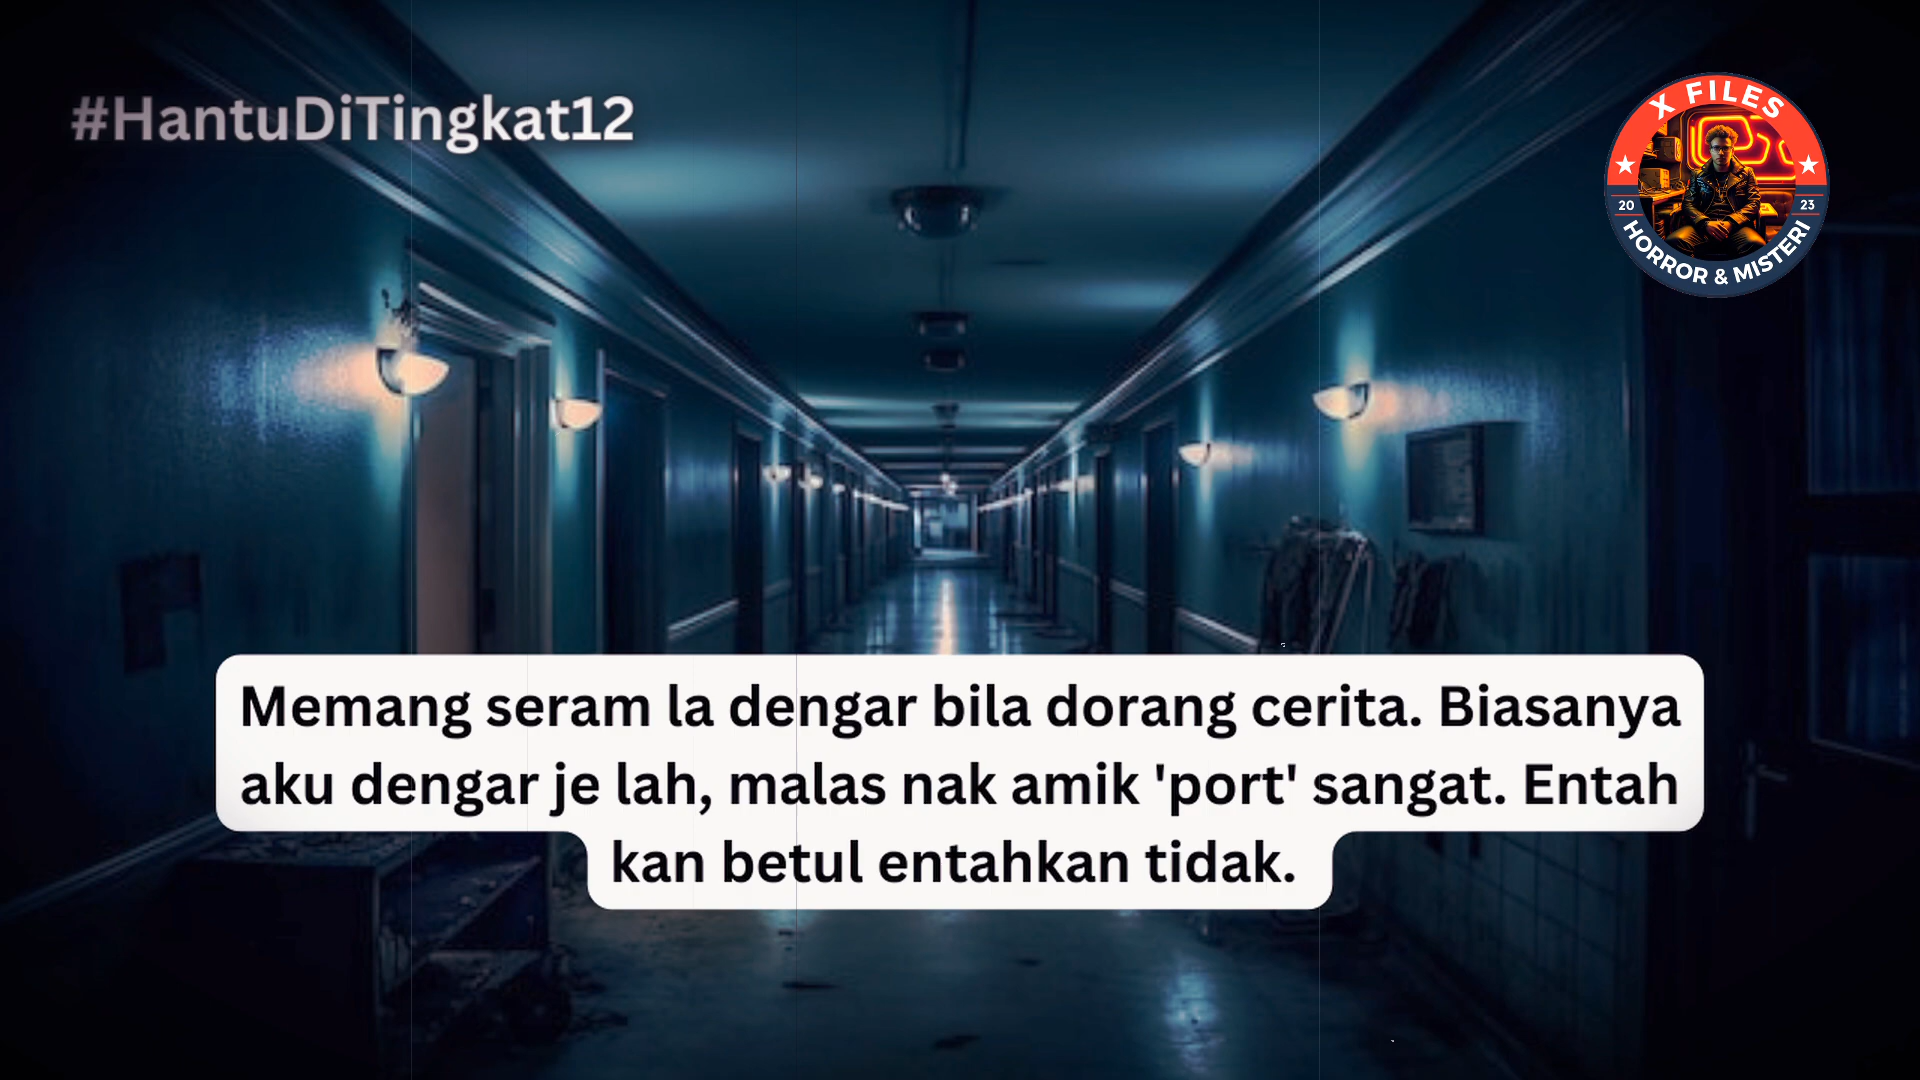 #HantuDiTingkat12
X FILES
20 23
HORROR & MISTERI
Memang seram la dengar bila dorang cerita. Biasanya
aku dengar je lah, malas nak amik 'port' sangat. Entah
kan betul entahkan tidak.